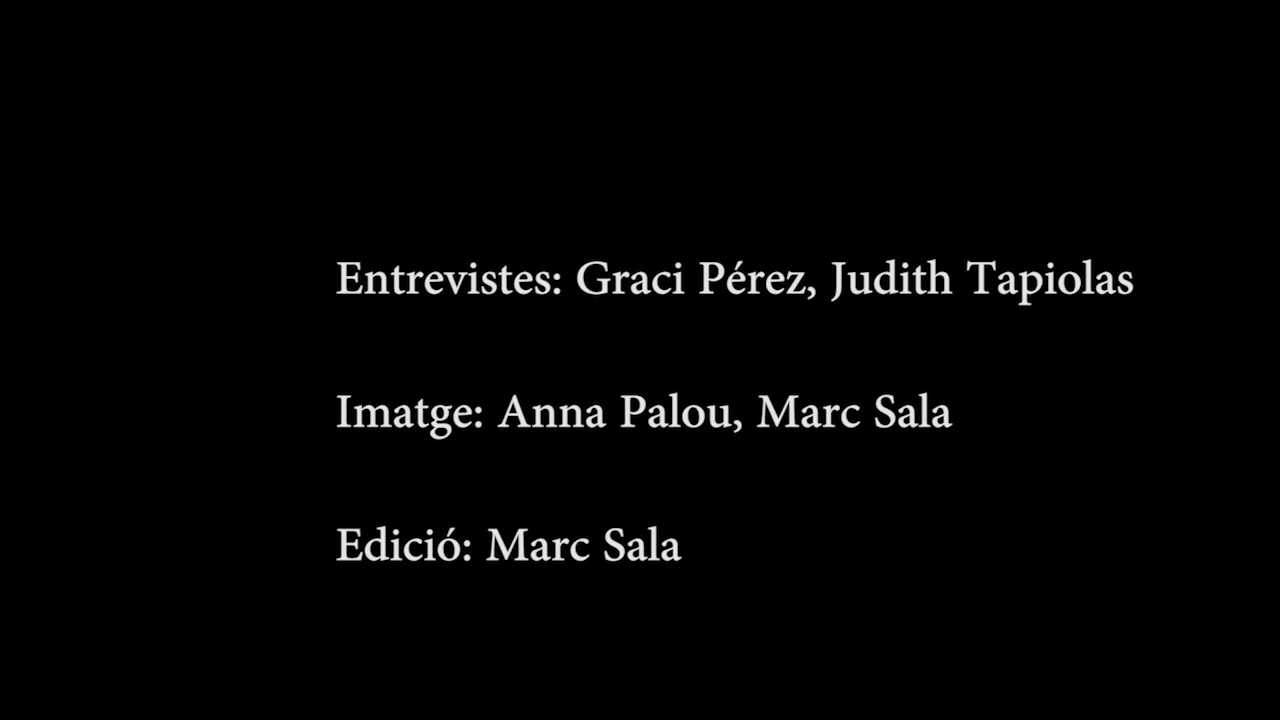 Entrevistes: Graci Pérez, Judith Tapiolas
Imatge: Anna Palou, Marc Sala
Edició: Marc Sala